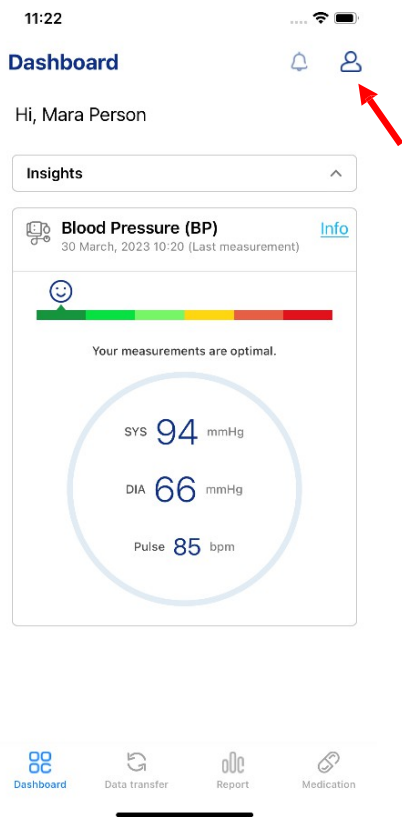 11:22
Dashboard
Hi, Mara Person
Insights
Blood Pressure (BP) Info
30 March, 2023 10:20 (Last measurement)
Your measurements are optimal.
SYS 94 mmHg
DIA 66 mmHg
Pulse 85 bpm
Dashboard Data transfer Report Medication